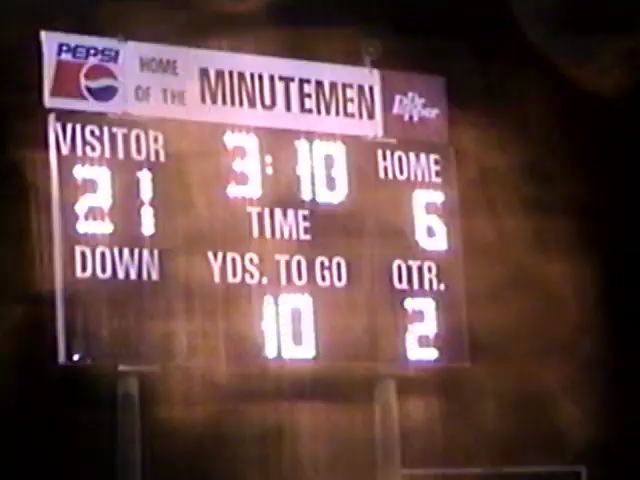 PEPSI HOME OF THE MINUTEMEN Dr Pepper
VISITOR 3:10 HOME
21 TIME 6
DOWN YDS. TO GO QTR.
10 2